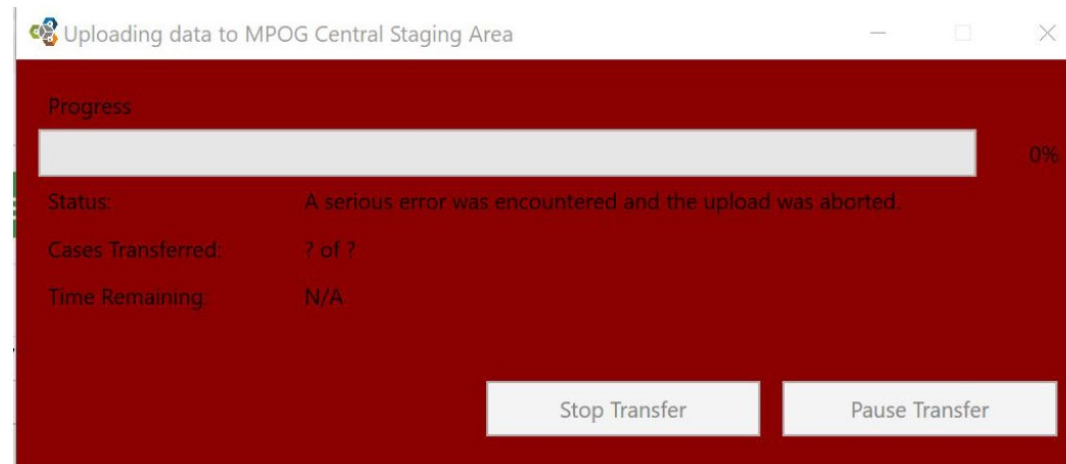 Uploading data to MPOG Central Staging Area
Progress
0%
Status: A serious error was encountered and the upload was aborted.
Cases Transferred: ? of ?
Time Remaining: N/A
Stop Transfer Pause Transfer